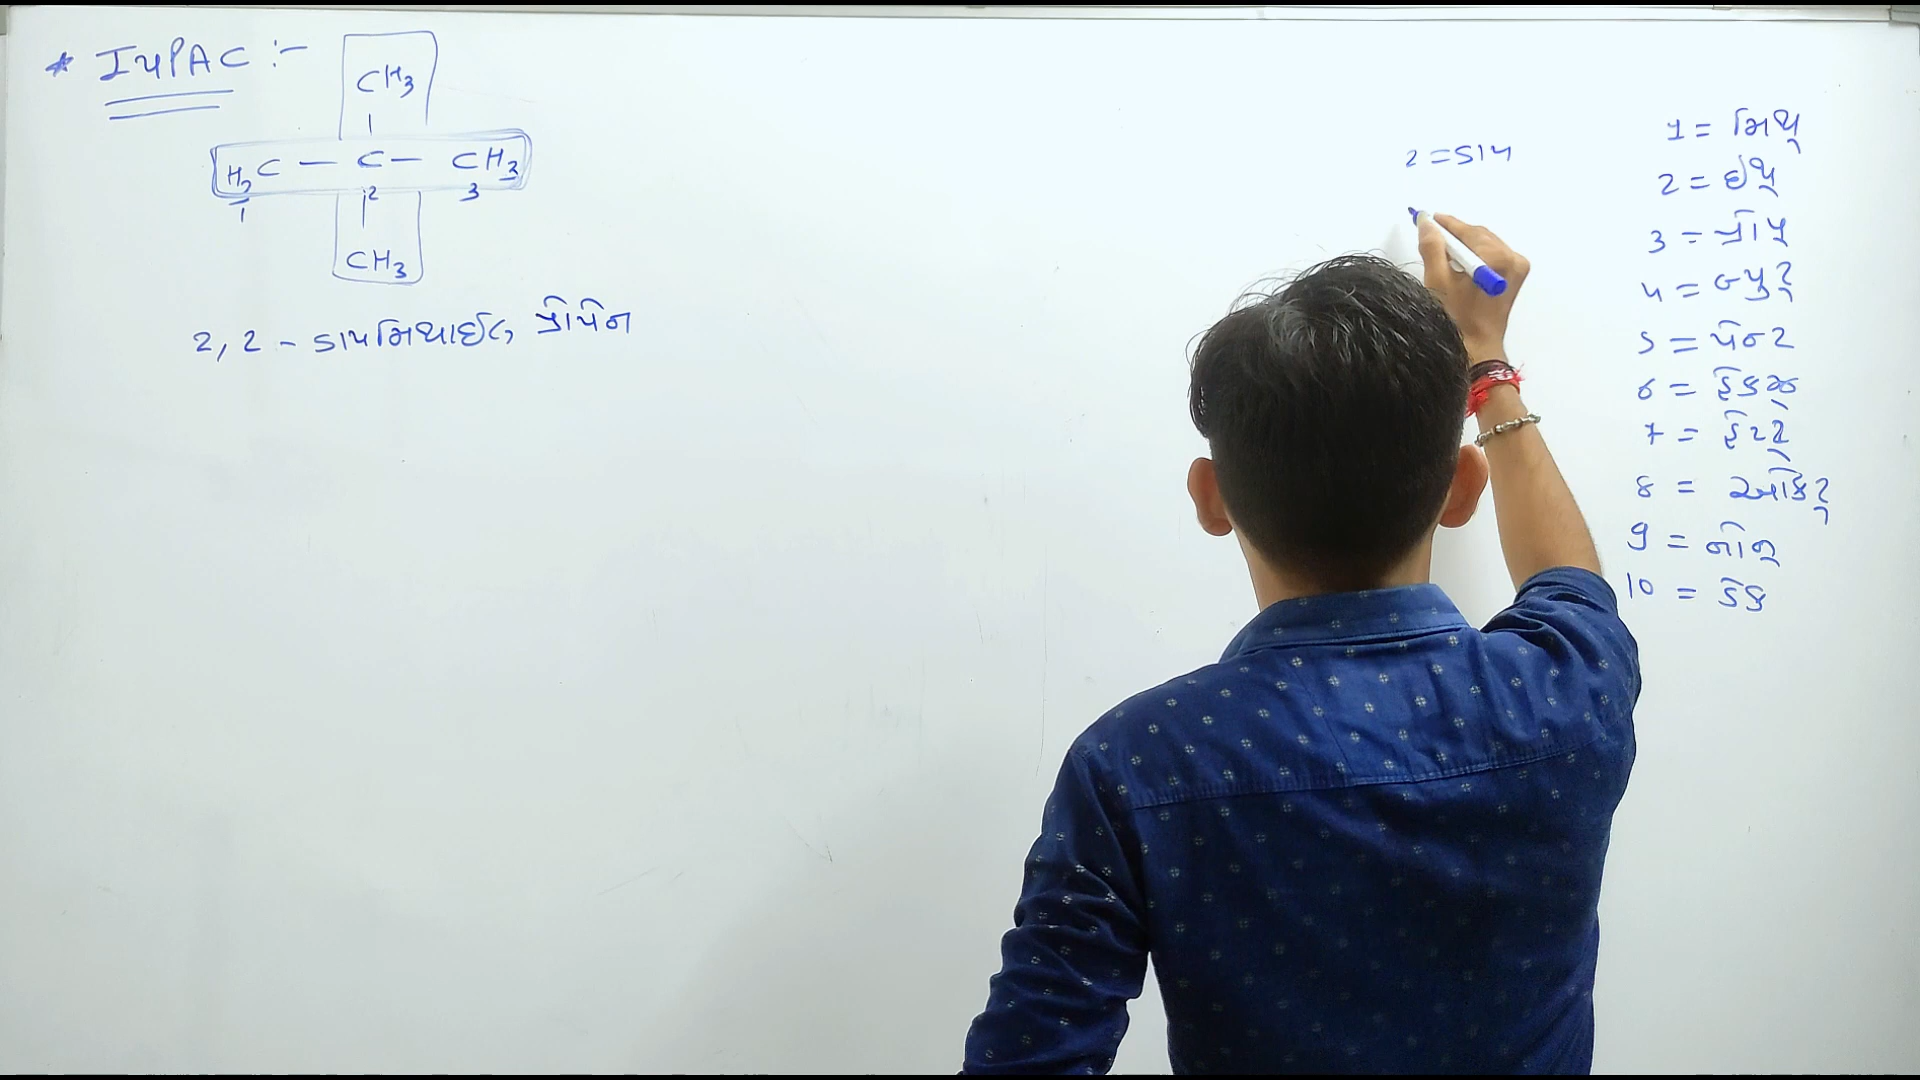 * IUPAC :-
CH3
H3C — C — CH3
1 2 3
CH3
2, 2 - ડાયમિથાઈલ પ્રોપેન
2 = ડાય
1 = મિથ્
2 = ઈથ્
3 = પ્રોપ્
4 = બ્યુટ્
5 = પેન્ટ
6 = હેકઝ
7 = હેપ્ટ્
8 = ઓક્ટ્
9 = નોન્
10 = ડેક